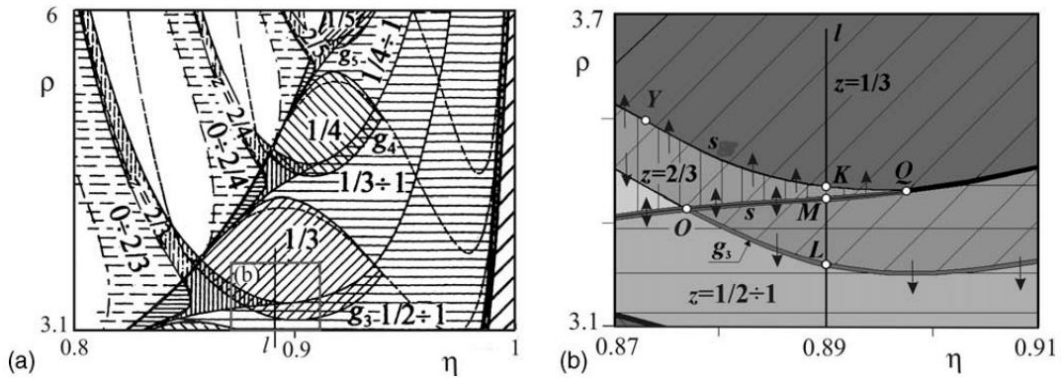 6
ρ
3.1
(a)
0.8
l
0.9
η
1
0÷2/3
z=2/3
0÷2/4
z=2/4
1/5
g₅
1/4÷1
1/4
g₄
1/3÷1
1/3
(b)
g₃
1/2÷1
3.7
ρ
3.1
(b)
0.87
0.89
η
0.91
l
z=1/3
Y
s
K
Q
z=2/3
s
M
O
g₃
L
z=1/2÷1